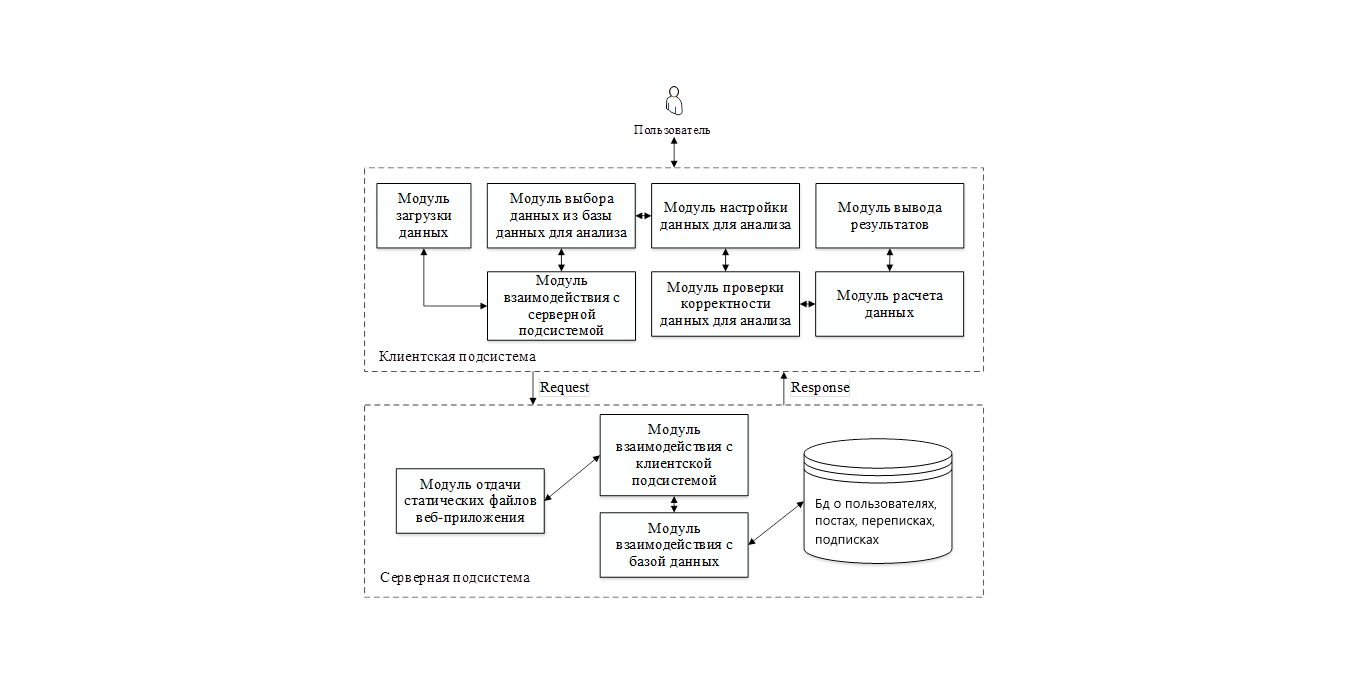 Пользователь
Модуль
загрузки
данных
Модуль выбора
данных из базы
данных для анализа
Модуль настройки
данных для анализа
Модуль вывода
результатов
Модуль
взаимодействия с
серверной
подсистемой
Модуль проверки
корректности
данных для анализа
Модуль расчета
данных
Клиентская подсистема
Request
Response
Модуль
взаимодействия с
клиентской
подсистемой
Модуль отдачи
статических файлов
веб-приложения
Модуль
взаимодействия с
базой данных
Бд о пользователях,
постах, переписках,
подписках
Серверная подсистема